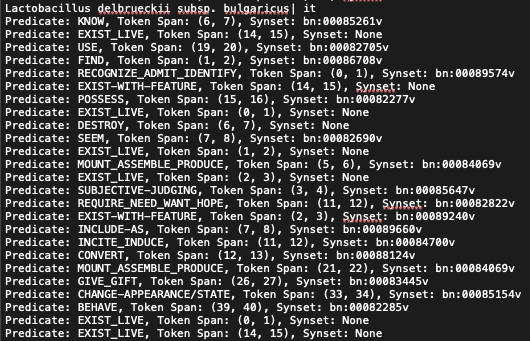 Lactobacillus delbrueckii subsp. bulgaricus| it
Predicate: KNOW, Token Span: (6, 7), Synset: bn:00085261v
Predicate: EXIST_LIVE, Token Span: (14, 15), Synset: None
Predicate: USE, Token Span: (19, 20), Synset: bn:00082705v
Predicate: FIND, Token Span: (1, 2), Synset: bn:00086708v
Predicate: RECOGNIZE_ADMIT_IDENTIFY, Token Span: (0, 1), Synset: bn:00089574v
Predicate: EXIST-WITH-FEATURE, Token Span: (14, 15), Synset: None
Predicate: POSSESS, Token Span: (15, 16), Synset: bn:00082277v
Predicate: EXIST_LIVE, Token Span: (0, 1), Synset: None
Predicate: DESTROY, Token Span: (6, 7), Synset: None
Predicate: SEEM, Token Span: (7, 8), Synset: bn:00082690v
Predicate: EXIST_LIVE, Token Span: (1, 2), Synset: None
Predicate: MOUNT_ASSEMBLE_PRODUCE, Token Span: (5, 6), Synset: bn:00084069v
Predicate: EXIST_LIVE, Token Span: (2, 3), Synset: None
Predicate: SUBJECTIVE-JUDGING, Token Span: (3, 4), Synset: bn:00085647v
Predicate: REQUIRE_NEED_WANT_HOPE, Token Span: (11, 12), Synset: bn:00082822v
Predicate: EXIST-WITH-FEATURE, Token Span: (2, 3), Synset: bn:00089240v
Predicate: INCLUDE-AS, Token Span: (7, 8), Synset: bn:00089660v
Predicate: INCITE_INDUCE, Token Span: (11, 12), Synset: bn:00084700v
Predicate: CONVERT, Token Span: (12, 13), Synset: bn:00088124v
Predicate: MOUNT_ASSEMBLE_PRODUCE, Token Span: (21, 22), Synset: bn:00084069v
Predicate: GIVE_GIFT, Token Span: (26, 27), Synset: bn:00083445v
Predicate: CHANGE-APPEARANCE/STATE, Token Span: (33, 34), Synset: bn:00085154v
Predicate: BEHAVE, Token Span: (39, 40), Synset: bn:00082285v
Predicate: EXIST_LIVE, Token Span: (0, 1), Synset: None
Predicate: EXIST_LIVE, Token Span: (14, 15), Synset: None